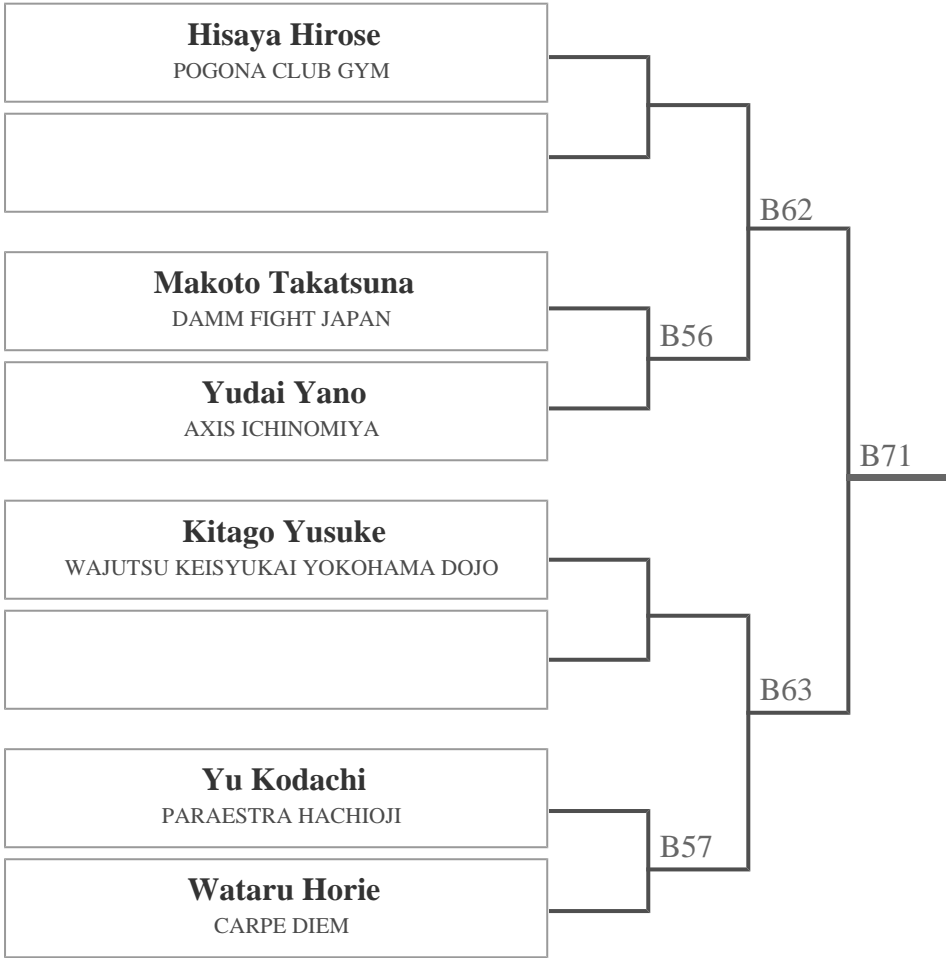 Hisaya Hirose
POGONA CLUB GYM
B62
Makoto Takatsuna
DAMM FIGHT JAPAN
B56
Yudai Yano
AXIS ICHINOMIYA
B71
Kitago Yusuke
WAJUTSU KEISYUKAI YOKOHAMA DOJO
B63
Yu Kodachi
PARAESTRA HACHIOJI
B57
Wataru Horie
CARPE DIEM